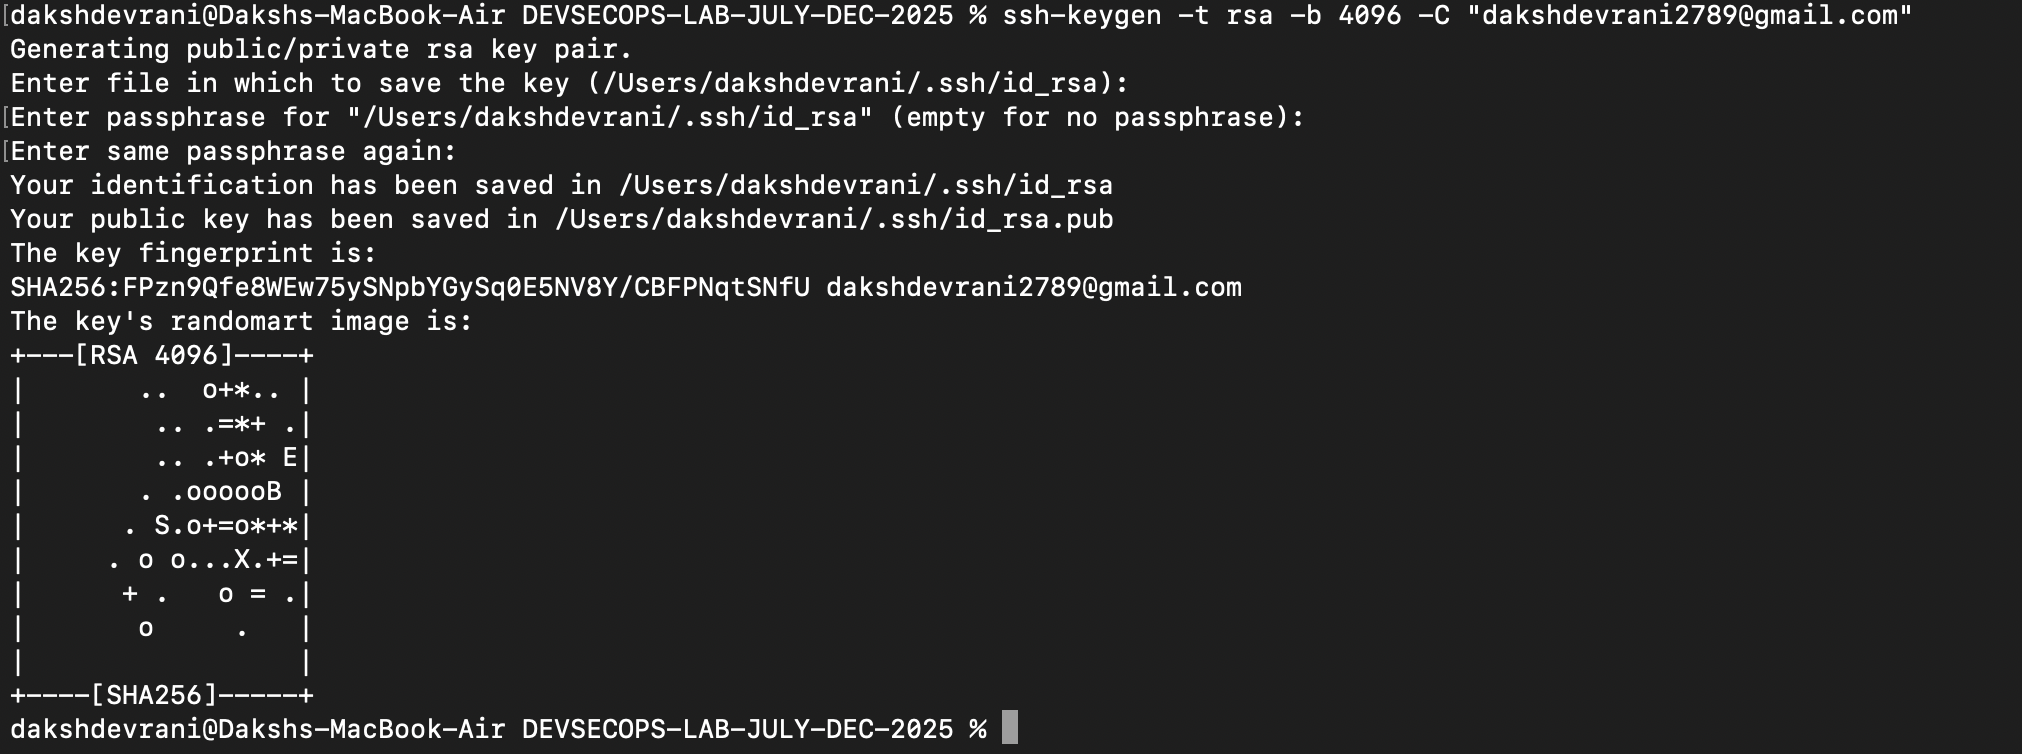 [dakshdevrani@Dakshs-MacBook-Air DEVSECOPS-LAB-JULY-DEC-2025 % ssh-keygen -t rsa -b 4096 -C "dakshdevrani2789@gmail.com"
Generating public/private rsa key pair.
Enter file in which to save the key (/Users/dakshdevrani/.ssh/id_rsa):
[Enter passphrase for "/Users/dakshdevrani/.ssh/id_rsa" (empty for no passphrase):
[Enter same passphrase again:
Your identification has been saved in /Users/dakshdevrani/.ssh/id_rsa
Your public key has been saved in /Users/dakshdevrani/.ssh/id_rsa.pub
The key fingerprint is:
SHA256:FPzn9Qfe8WEw75ySNpbYGySq0E5NV8Y/CBFPNqtSNfU dakshdevrani2789@gmail.com
The key's randomart image is:
+---[RSA 4096]----+
|       ..  o+*.. |
|        .. .=*+ .|
|        .. .+o* E|
|       . .oooooB |
|      . S.o+=o*+*|
|     . o o...X.+=|
|      + .   o = .|
|       o     .   |
|                 |
+----[SHA256]-----+
dakshdevrani@Dakshs-MacBook-Air DEVSECOPS-LAB-JULY-DEC-2025 %